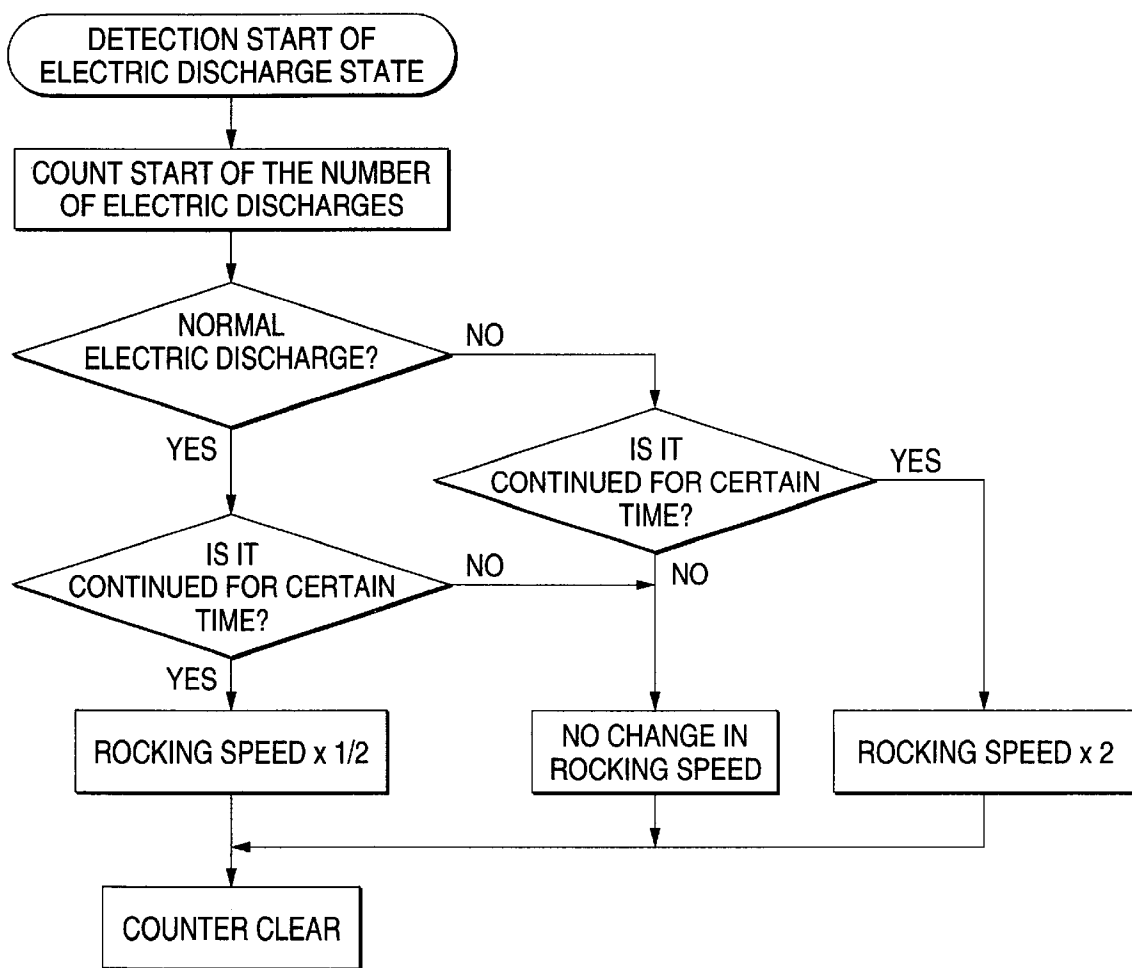 DETECTION START OF
ELECTRIC DISCHARGE STATE
COUNT START OF THE NUMBER
OF ELECTRIC DISCHARGES
NORMAL
ELECTRIC DISCHARGE?
NO
YES
IS IT
CONTINUED FOR CERTAIN
TIME?
YES
NO
IS IT
CONTINUED FOR CERTAIN
TIME?
NO
YES
ROCKING SPEED x 1/2
NO CHANGE IN
ROCKING SPEED
ROCKING SPEED x 2
COUNTER CLEAR